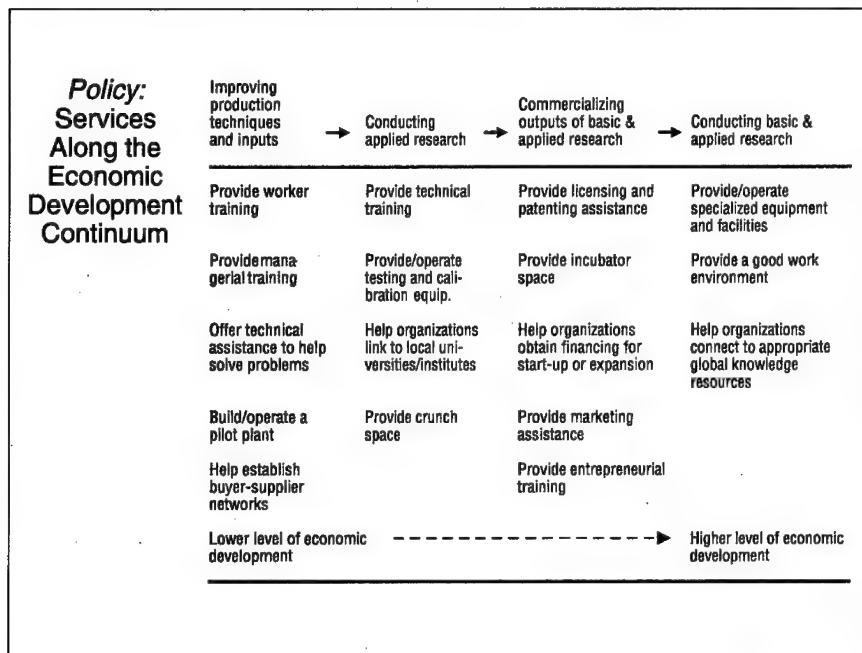 Policy:
Services
Along the
Economic
Development
Continuum
Improving
production
techniques
and inputs
→ Conducting
applied research
→ Commercializing
outputs of basic &
applied research
→ Conducting basic &
applied research
Provide worker
training
Provide technical
training
Provide licensing and
patenting assistance
Provide/operate
specialized equipment
and facilities
Provide mana-
gerial training
Provide/operate
testing and cali-
bration equip.
Provide incubator
space
Provide a good work
environment
Offer technical
assistance to help
solve problems
Help organizations
link to local uni-
versities/institutes
Help organizations
obtain financing for
start-up or expansion
Help organizations
connect to appropriate
global knowledge
resources
Build/operate a
pilot plant
Provide crunch
space
Provide marketing
assistance
Help establish
buyer-supplier
networks
Provide entrepreneurial
training
Lower level of economic
development
Higher level of economic
development